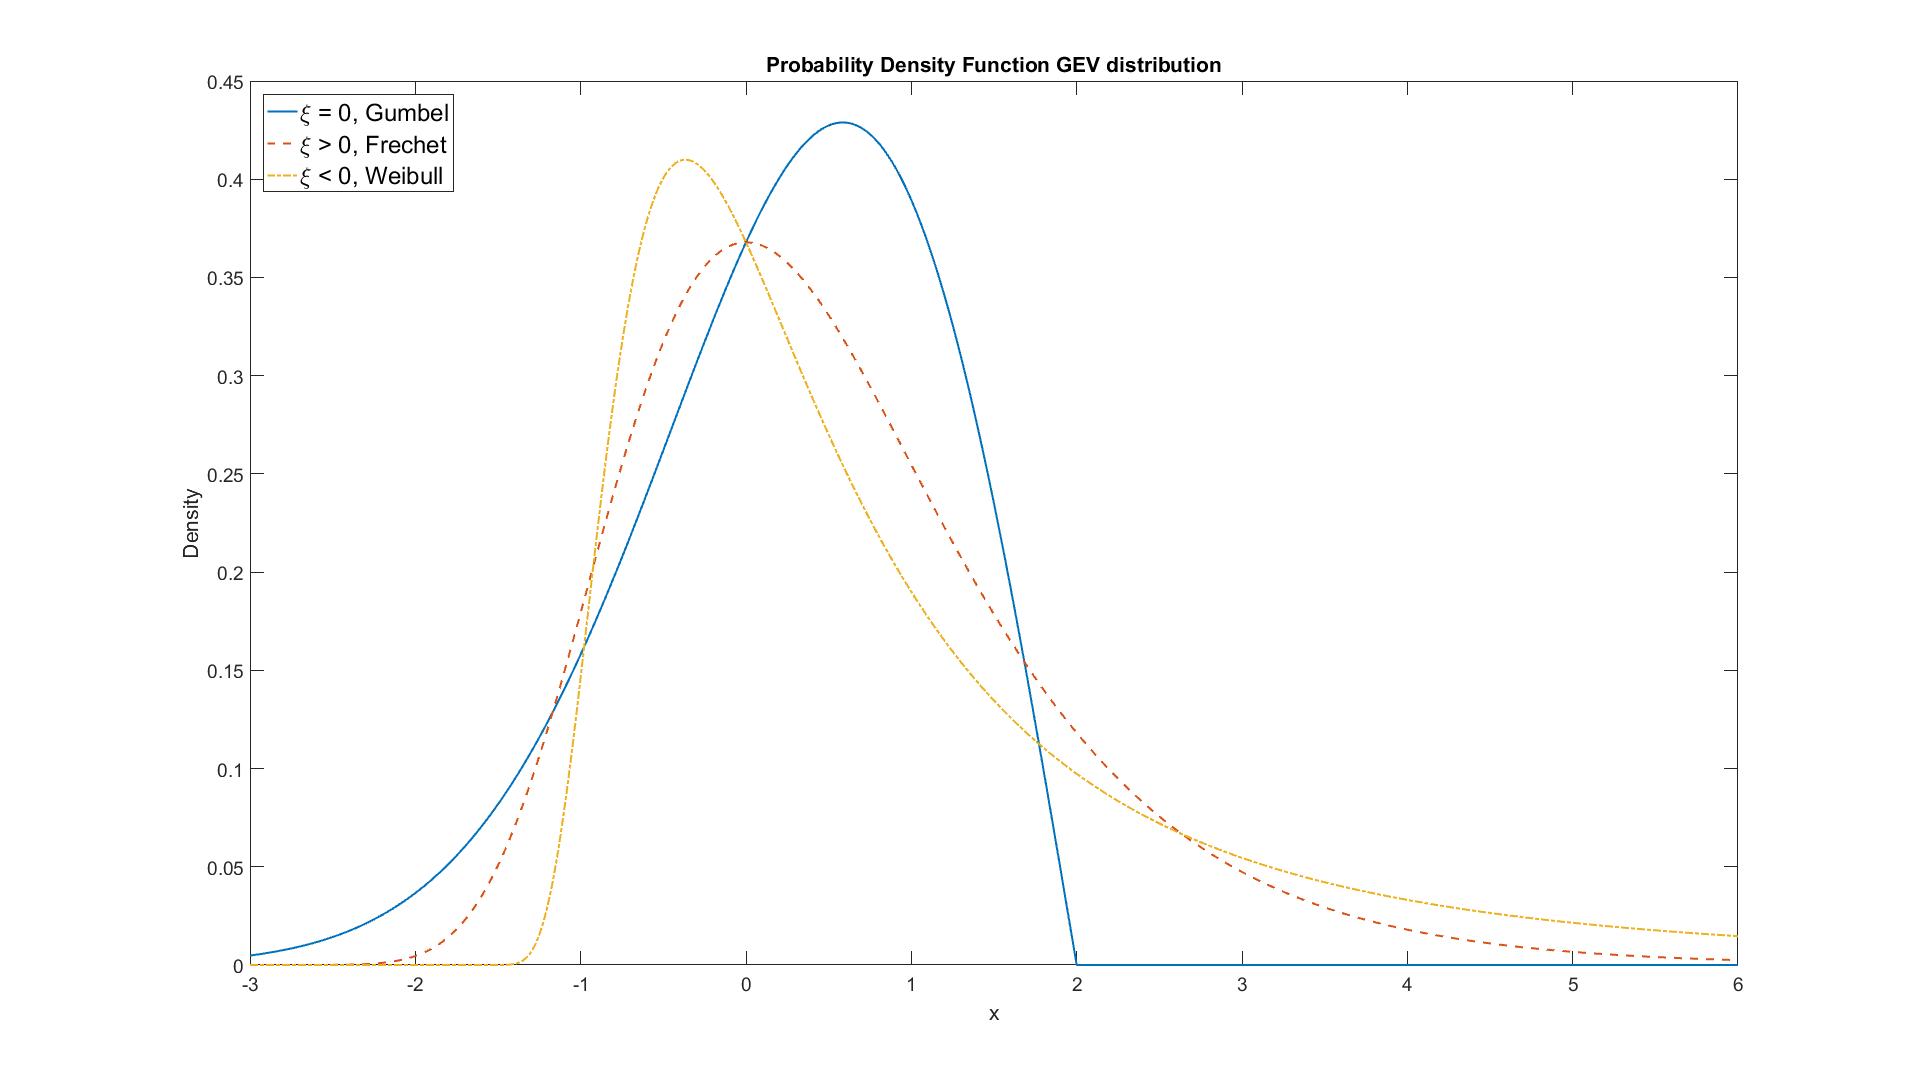 Probability Density Function GEV distribution
ξ = 0, Gumbel
ξ > 0, Frechet
ξ < 0, Weibull
Density
0.45
0.4
0.35
0.3
0.25
0.2
0.15
0.1
0.05
0
-3 -2 -1 0 1 2 3 4 5 6
x